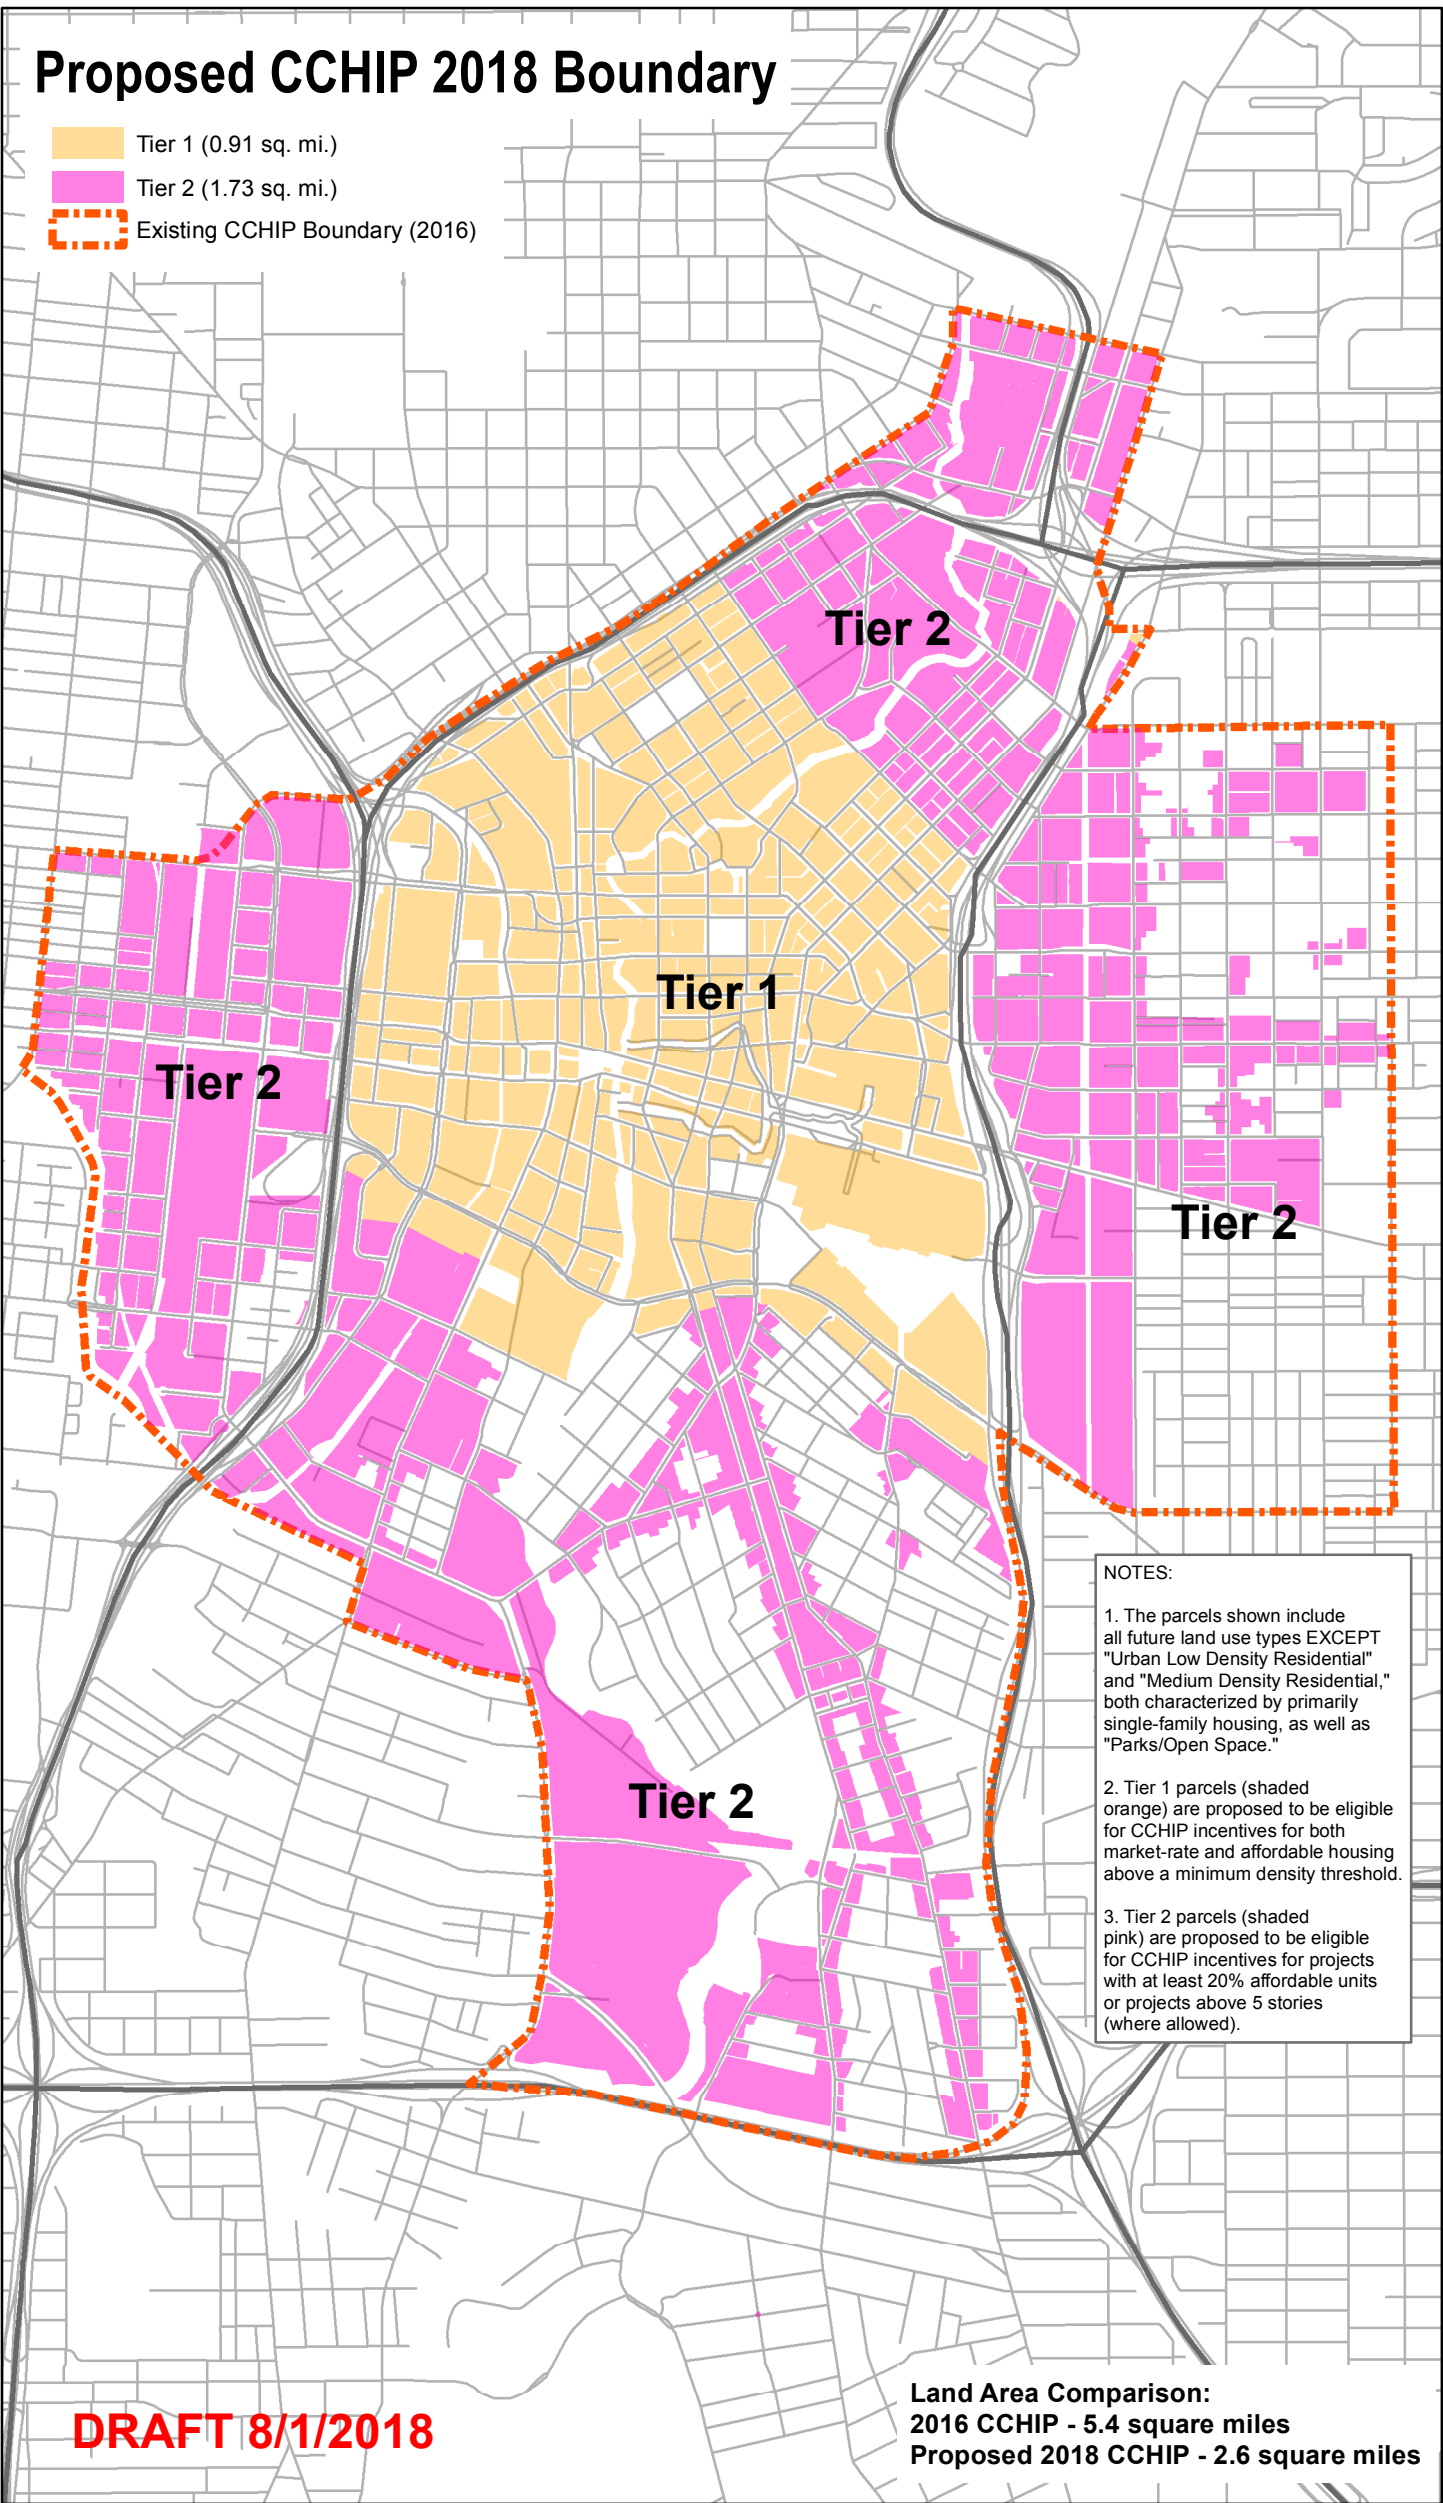 Proposed CCHIP 2018 Boundary
Tier 1 (0.91 sq. mi.)
Tier 2 (1.73 sq. mi.)
Existing CCHIP Boundary (2016)
Tier 2
Tier 1
Tier 2
Tier 2
Tier 2
NOTES:
1. The parcels shown include
all future land use types EXCEPT
"Urban Low Density Residential"
and "Medium Density Residential,"
both characterized by primarily
single-family housing, as well as
"Parks/Open Space."
2. Tier 1 parcels (shaded
orange) are proposed to be eligible
for CCHIP incentives for both
market-rate and affordable housing
above a minimum density threshold.
3. Tier 2 parcels (shaded
pink) are proposed to be eligible
for CCHIP incentives for projects
with at least 20% affordable units
or projects above 5 stories
(where allowed).
DRAFT 8/1/2018
Land Area Comparison:
2016 CCHIP - 5.4 square miles
Proposed 2018 CCHIP - 2.6 square miles